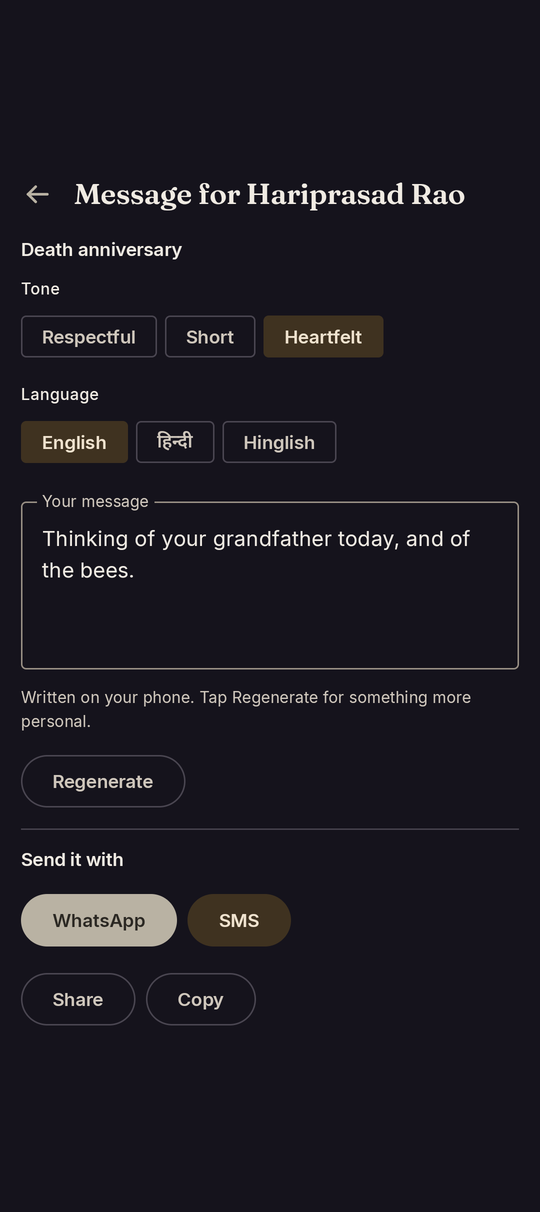 Message for Hariprasad Rao
Death anniversary
Tone
Respectful
Short
Heartfelt
Language
English
हिन्दी
Hinglish
Your message
Thinking of your grandfather today, and of
the bees.
Written on your phone. Tap Regenerate for something more
personal.
Regenerate
Send it with
WhatsApp
SMS
Share
Copy